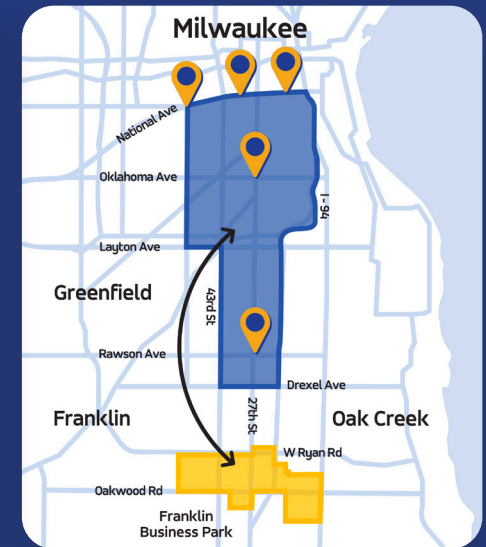 Milwaukee
National Ave
Oklahoma Ave
I - 94
Layton Ave
Greenfield
43rd St
Rawson Ave
Drexel Ave
Franklin
27th St
Oak Creek
W Ryan Rd
Oakwood Rd
Franklin
Business Park